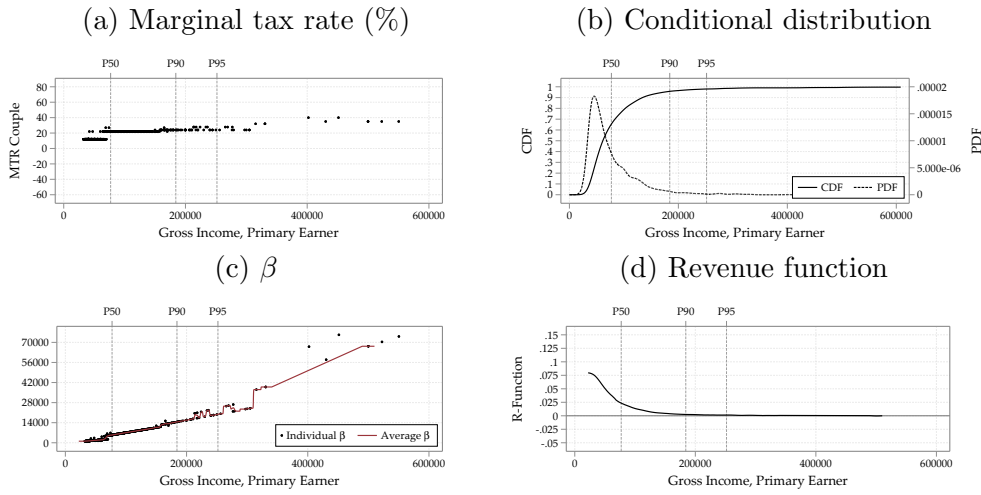 (a) Marginal tax rate (%)
P50 P90 P95
80
60
40
20
0
-20
-40
-60
MTR Couple
0 200000 400000 600000
Gross Income, Primary Earner
(b) Conditional distribution
P50 P90 P95
1
.9
.8
.7
.6
.5
.4
.3
.2
.1
0
CDF
.00002
.000015
.00001
5.000e-06
0
PDF
CDF PDF
0 200000 400000 600000
Gross Income, Primary Earner
(c) β
P50 P90 P95
70000
56000
42000
28000
14000
0
Individual β Average β
0 200000 400000 600000
Gross Income, Primary Earner
(d) Revenue function
P50 P90 P95
.15
.125
.1
.075
.05
.025
0
-.025
-.05
R-Function
0 200000 400000 600000
Gross Income, Primary Earner